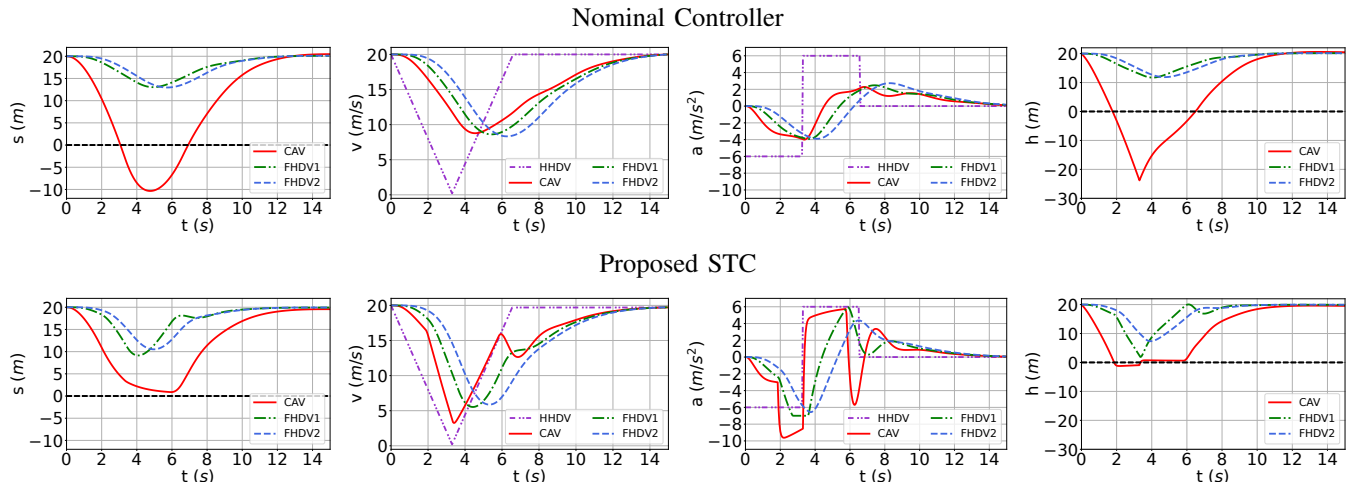 Nominal Controller
s (m)
20
15
10
5
0
−5
−10
0 2 4 6 8 10 12 14
t (s)
CAV
FHDV1
FHDV2
v (m/s)
20
15
10
5
0
0 2 4 6 8 10 12 14
t (s)
HHDV
CAV
FHDV1
FHDV2
a (m/s²)
6
4
2
0
−2
−4
−6
−8
−10
0 2 4 6 8 10 12 14
t (s)
HHDV
CAV
FHDV1
FHDV2
h (m)
20
10
0
−10
−20
−30
0 2 4 6 8 10 12 14
t (s)
CAV
FHDV1
FHDV2
Proposed STC
s (m)
20
15
10
5
0
−5
−10
0 2 4 6 8 10 12 14
t (s)
CAV
FHDV1
FHDV2
v (m/s)
20
15
10
5
0
0 2 4 6 8 10 12 14
t (s)
HHDV
CAV
FHDV1
FHDV2
a (m/s²)
6
4
2
0
−2
−4
−6
−8
−10
0 2 4 6 8 10 12 14
t (s)
HHDV
CAV
FHDV1
FHDV2
h (m)
20
10
0
−10
−20
−30
0 2 4 6 8 10 12 14
t (s)
CAV
FHDV1
FHDV2